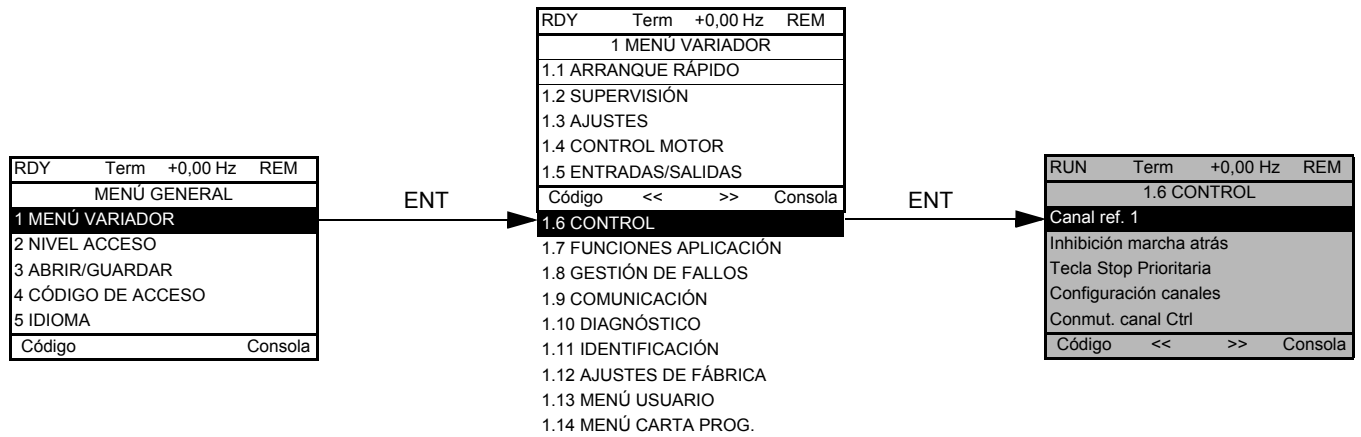 RDY Term +0,00 Hz REM
MENÚ GENERAL
1 MENÚ VARIADOR
2 NIVEL ACCESO
3 ABRIR/GUARDAR
4 CÓDIGO DE ACCESO
5 IDIOMA
Código Consola
ENT
RDY Term +0,00 Hz REM
1 MENÚ VARIADOR
1.1 ARRANQUE RÁPIDO
1.2 SUPERVISIÓN
1.3 AJUSTES
1.4 CONTROL MOTOR
1.5 ENTRADAS/SALIDAS
Código << >> Consola
1.6 CONTROL
1.7 FUNCIONES APLICACIÓN
1.8 GESTIÓN DE FALLOS
1.9 COMUNICACIÓN
1.10 DIAGNÓSTICO
1.11 IDENTIFICACIÓN
1.12 AJUSTES DE FÁBRICA
1.13 MENÚ USUARIO
1.14 MENÚ CARTA PROG.
ENT
RUN Term +0,00 Hz REM
1.6 CONTROL
Canal ref. 1
Inhibición marcha atrás
Tecla Stop Prioritaria
Configuración canales
Conmut. canal Ctrl
Código << >> Consola